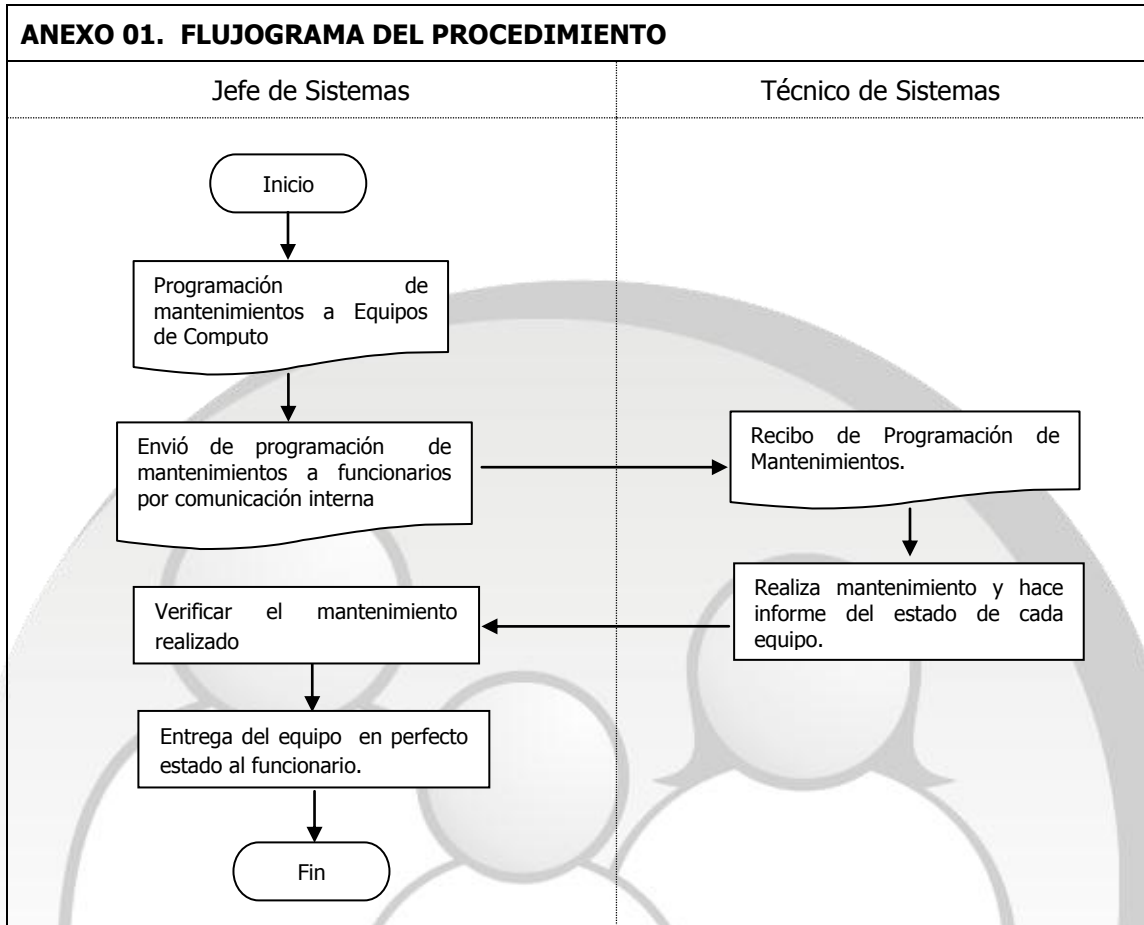 ANEXO 01. FLUJOGRAMA DEL PROCEDIMIENTO
Jefe de Sistemas
Técnico de Sistemas
Inicio
Programación de
mantenimientos a Equipos
de Computo
Envió de programación de
mantenimientos a funcionarios
por comunicación interna
Recibo de Programación de
Mantenimientos.
Realiza mantenimiento y hace
informe del estado de cada
equipo.
Verificar el mantenimiento
realizado
Entrega del equipo en perfecto
estado al funcionario.
Fin